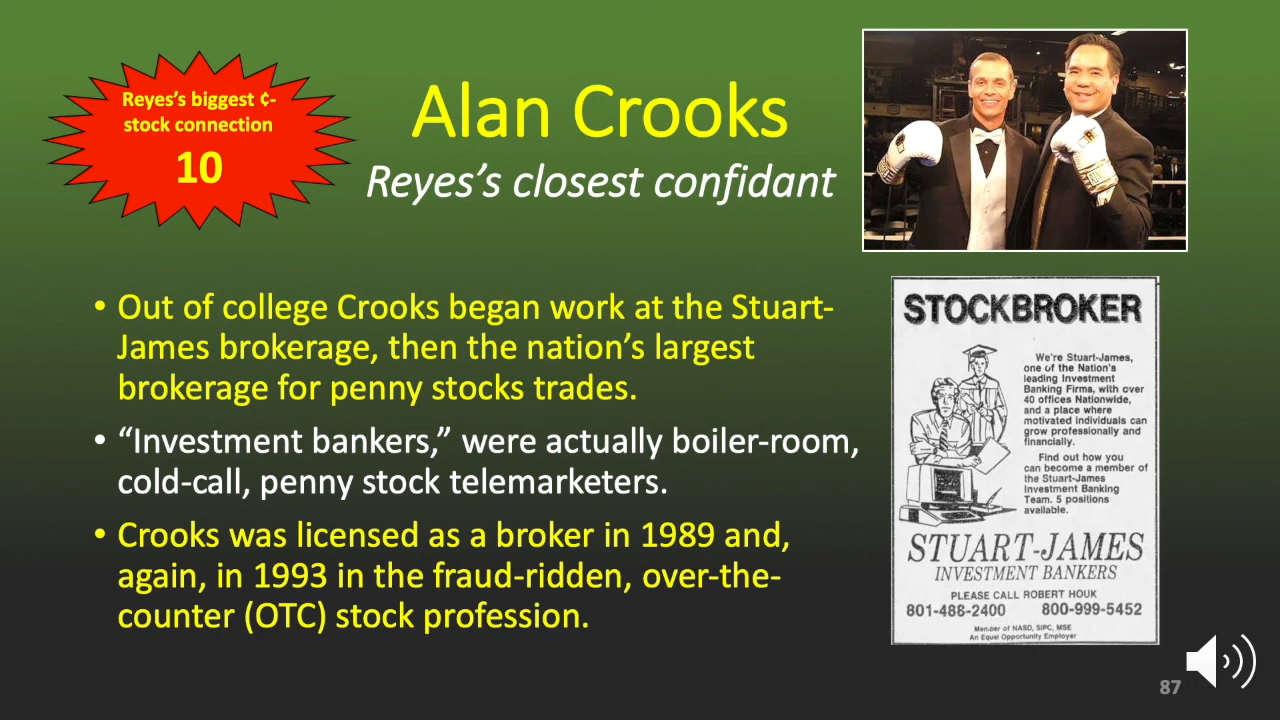 Reyes's biggest ¢-
stock connection
10
Alan Crooks
Reyes's closest confidant
• Out of college Crooks began work at the Stuart-
James brokerage, then the nation's largest
brokerage for penny stocks trades.
• “Investment bankers,” were actually boiler-room,
cold-call, penny stock telemarketers.
• Crooks was licensed as a broker in 1989 and,
again, in 1993 in the fraud-ridden, over-the-
counter (OTC) stock profession.
STOCKBROKER
We're Stuart-James,
one of the Nation's
leading Investment
Banking Firms, with over
40 offices Nationwide,
and a place where
motivated individuals can
grow professionally and
financially.
Find out how you
can become a member of
the Stuart-James
Investment Banking
Team. 5 positions
available.
STUART-JAMES
INVESTMENT BANKERS
PLEASE CALL ROBERT HOUK
801-488-2400 800-999-5452
Member of NASD, SIPC, MSE
An Equal Opportunity Employer
87